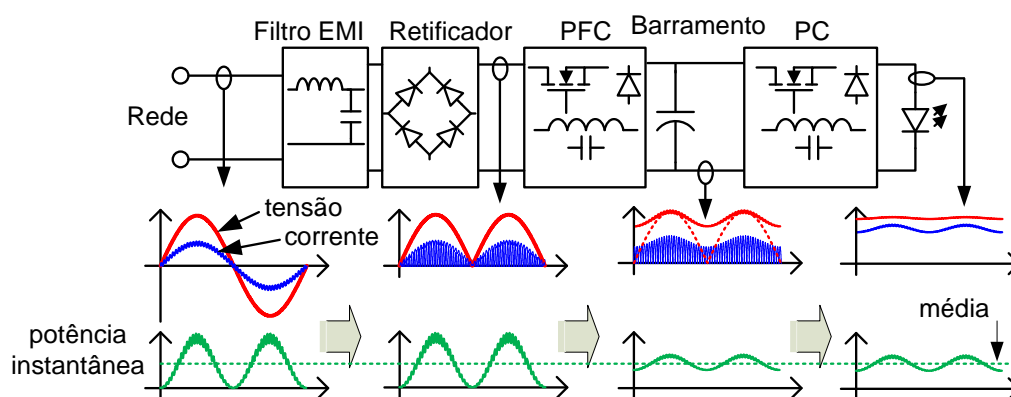 Filtro EMI
Retificador
PFC
Barramento
PC
Rede
tensão
corrente
potência
instantânea
média